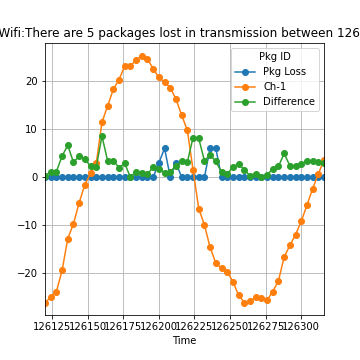 Wifi:There are 5 packages lost in transmission between 126
Pkg ID
Pkg Loss
Ch-1
Difference
20
10
0
−10
−20
126125 126150 126175 126200 126225 126250 126275 126300
Time